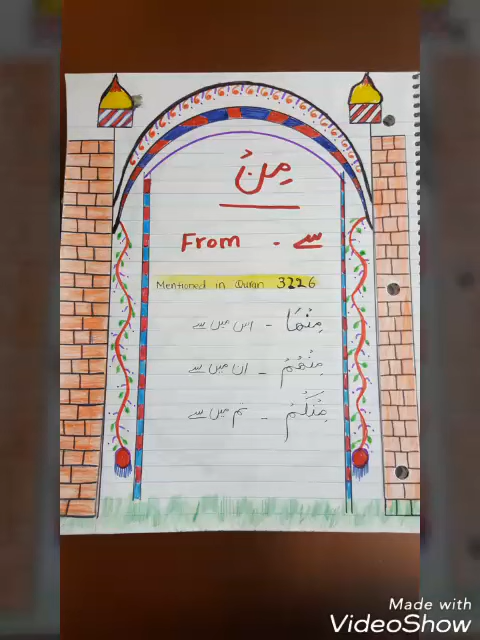 مِنْ
From - سے
Mentioned in Quran 3226
مِنْهَا - اس میں سے
مِنْهُمْ - ان میں سے
مِنْكُمْ - تم میں سے
Made with
VideoShow